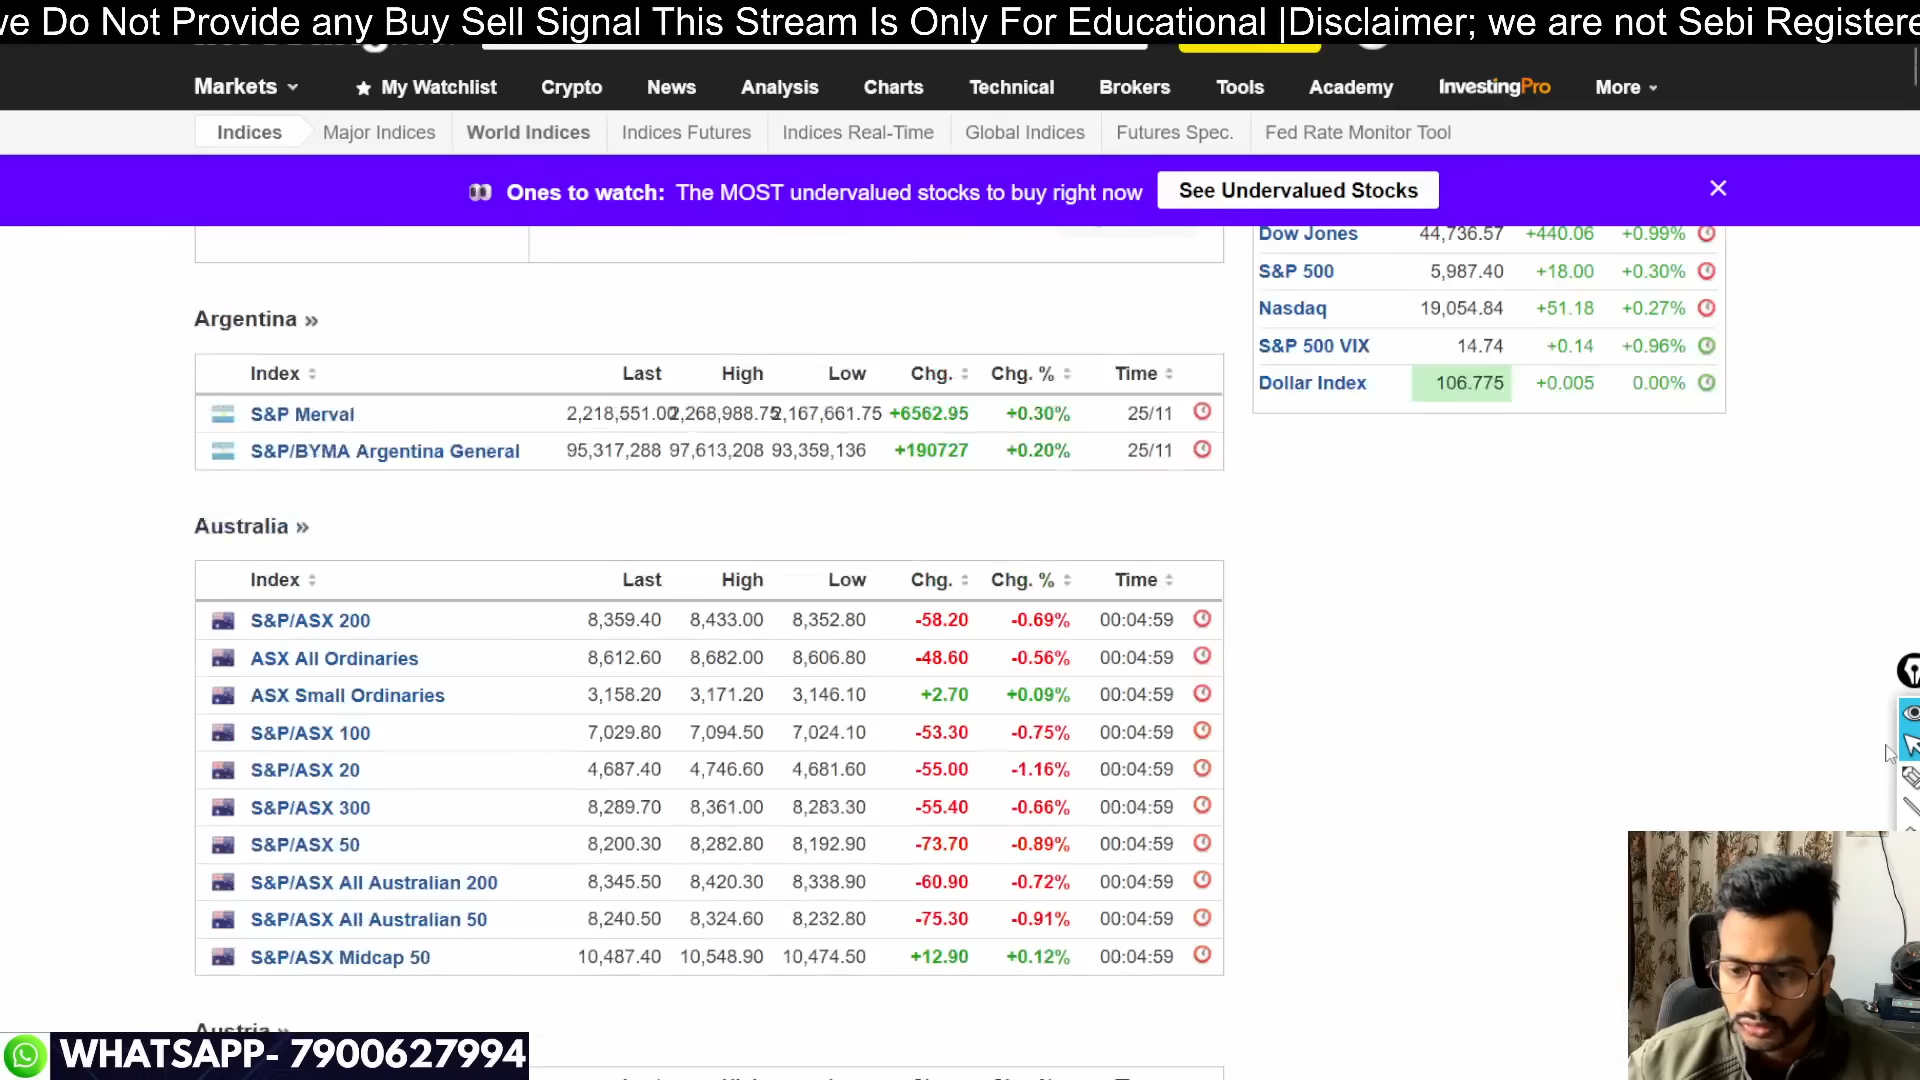 ve Do Not Provide any Buy Sell Signal This Stream Is Only For Educational |Disclaimer; we are not Sebi Registere
Markets My Watchlist Crypto News Analysis Charts Technical Brokers Tools Academy InvestingPro More
Indices Major Indices World Indices Indices Futures Indices Real-Time Global Indices Futures Spec. Fed Rate Monitor Tool
Ones to watch: The MOST undervalued stocks to buy right now See Undervalued Stocks
Dow Jones 44,736.57 +440.06 +0.99%
S&P 500 5,987.40 +18.00 +0.30%
Nasdaq 19,054.84 +51.18 +0.27%
S&P 500 VIX 14.74 +0.14 +0.96%
Dollar Index 106.775 +0.005 0.00%
Argentina »
Index Last High Low Chg. Chg. % Time
S&P Merval 2,218,551.00 2,268,988.75 2,167,661.75 +6562.95 +0.30% 25/11
S&P/BYMA Argentina General 95,317,288 97,613,208 93,359,136 +190727 +0.20% 25/11
Australia »
Index Last High Low Chg. Chg. % Time
S&P/ASX 200 8,359.40 8,433.00 8,352.80 -58.20 -0.69% 00:04:59
ASX All Ordinaries 8,612.60 8,682.00 8,606.80 -48.60 -0.56% 00:04:59
ASX Small Ordinaries 3,158.20 3,171.20 3,146.10 +2.70 +0.09% 00:04:59
S&P/ASX 100 7,029.80 7,094.50 7,024.10 -53.30 -0.75% 00:04:59
S&P/ASX 20 4,687.40 4,746.60 4,681.60 -55.00 -1.16% 00:04:59
S&P/ASX 300 8,289.70 8,361.00 8,283.30 -55.40 -0.66% 00:04:59
S&P/ASX 50 8,200.30 8,282.80 8,192.90 -73.70 -0.89% 00:04:59
S&P/ASX All Australian 200 8,345.50 8,420.30 8,338.90 -60.90 -0.72% 00:04:59
S&P/ASX All Australian 50 8,240.50 8,324.60 8,232.80 -75.30 -0.91% 00:04:59
S&P/ASX Midcap 50 10,487.40 10,548.90 10,474.50 +12.90 +0.12% 00:04:59
Austria »
WHATSAPP- 7900627994